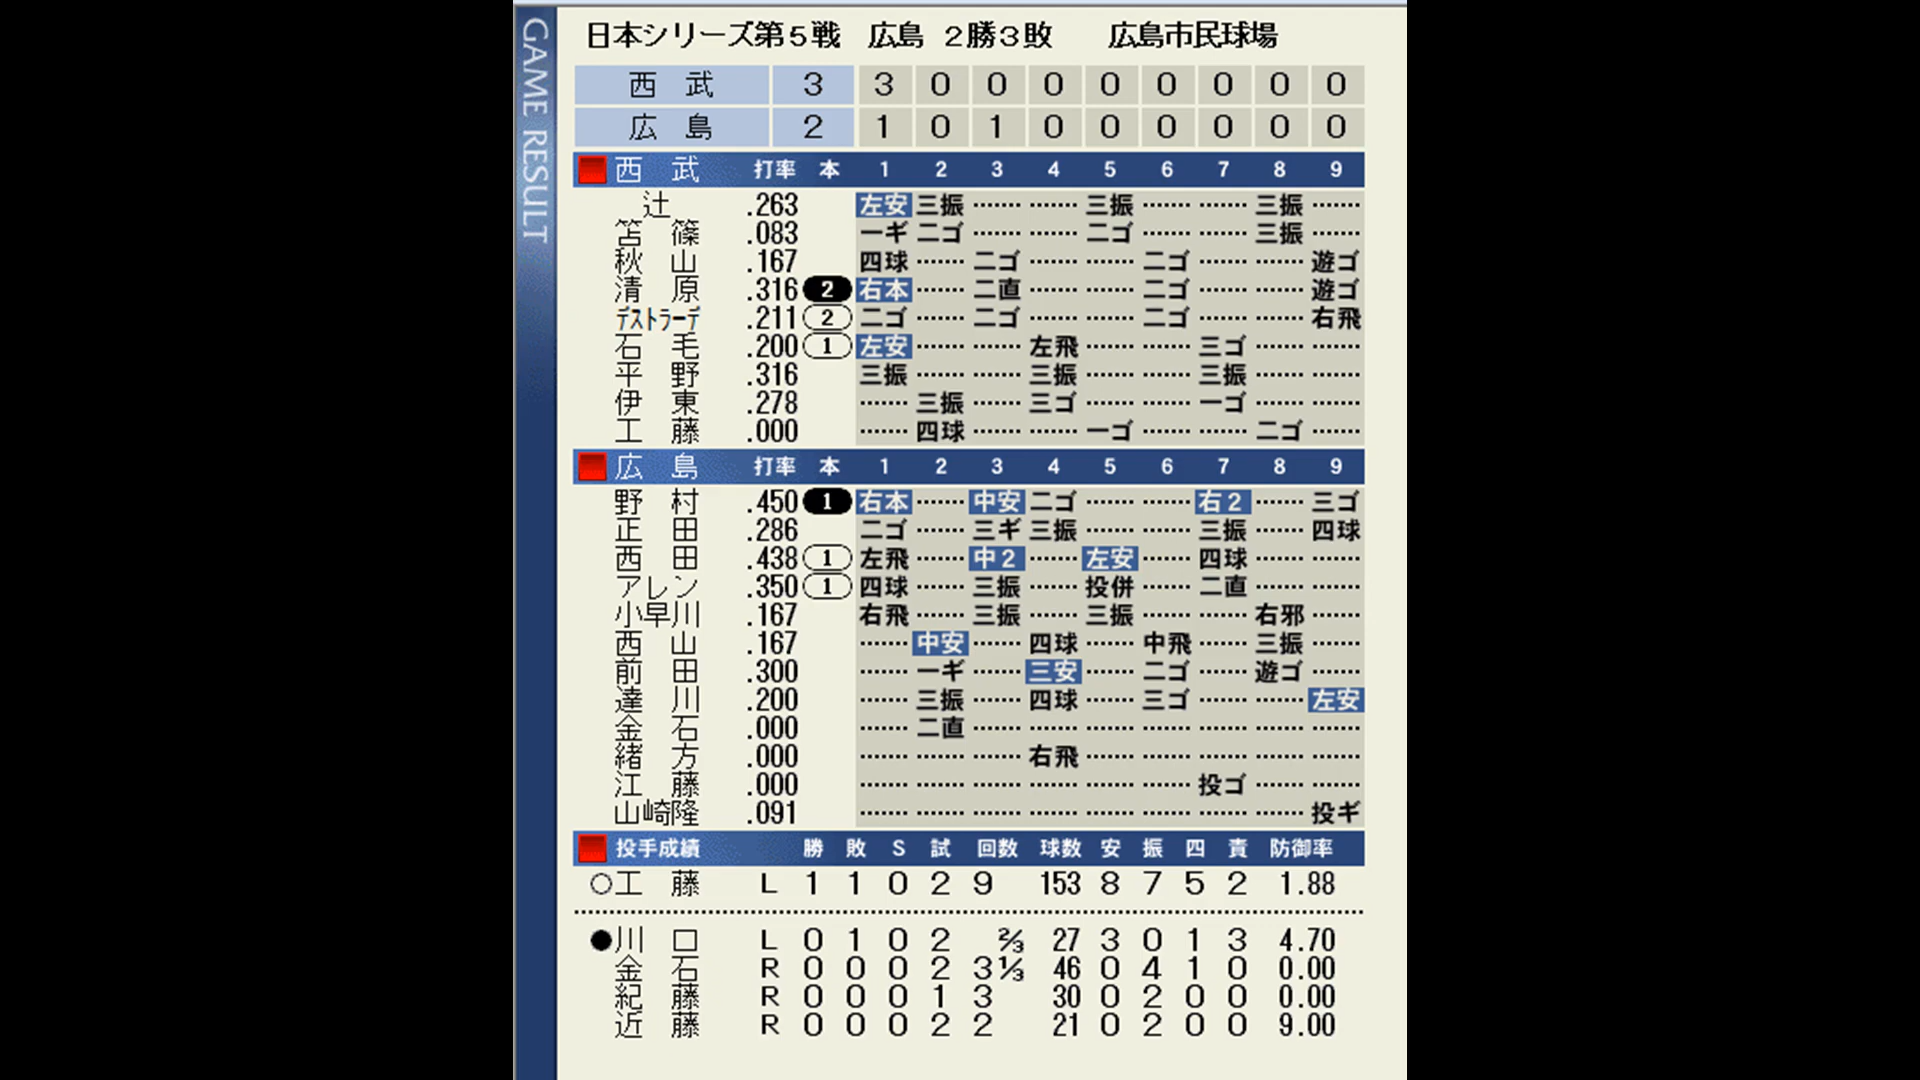 GAME RESULT
日本シリーズ第5戦 広島 2勝3敗 広島市民球場
西武 3 3 0 0 0 0 0 0 0 0
広島 2 1 0 1 0 0 0 0 0 0
西武 打率 本 1 2 3 4 5 6 7 8 9
辻 .263 左安 三振 …… …… 三振 …… …… 三振 ……
笘篠 .083 一ギ 二ゴ …… …… 二ゴ …… …… 三振 ……
秋山 .167 四球 …… 二ゴ …… …… 二ゴ …… …… 遊ゴ
清原 .316 2 右本 …… 二直 …… …… 二ゴ …… …… 遊ゴ
デストラーデ .211 2 二ゴ …… 二ゴ …… …… 二ゴ …… …… 右飛
石毛 .200 1 左安 …… …… 左飛 …… …… 三ゴ …… ……
平野 .316 三振 …… …… 三振 …… …… 三振 …… ……
伊東 .278 …… 三振 …… 三ゴ …… …… 一ゴ …… ……
工藤 .000 …… 四球 …… …… 一ゴ …… …… 二ゴ ……
広島 打率 本 1 2 3 4 5 6 7 8 9
野村 .450 1 右本 …… 中安 二ゴ …… …… 右2 …… 三ゴ
正田 .286 二ゴ …… 三ギ 三振 …… …… 三振 …… 四球
西田 .438 1 左飛 …… 中2 …… 左安 …… 四球 …… ……
アレン .350 1 四球 …… 三振 …… 投併 …… 二直 …… ……
小早川 .167 右飛 …… 三振 …… 三振 …… …… 右邪 ……
西山 .167 …… 中安 …… 四球 …… 中飛 …… 三振 ……
前田 .300 …… 一ギ …… 三安 …… 二ゴ …… 遊ゴ ……
達川 .200 …… 三振 …… 四球 …… 三ゴ …… …… 左安
金石 .000 …… 二直 …… …… …… …… …… …… ……
緒方 .000 …… …… …… 右飛 …… …… …… …… ……
江藤 .000 …… …… …… …… …… …… 投ゴ …… ……
山崎隆 .091 …… …… …… …… …… …… …… …… 投ギ
投手成績 勝 敗 S 試 回数 球数 安 振 四 責 防御率
○工藤 L 1 1 0 2 9 153 8 7 5 2 1.88
●川口 L 0 1 0 2 ⅔ 27 3 0 1 3 4.70
金石 R 0 0 0 2 3⅓ 46 0 4 1 0 0.00
紀藤 R 0 0 0 1 3 30 0 2 0 0 0.00
近藤 R 0 0 0 2 2 21 0 2 0 0 9.00